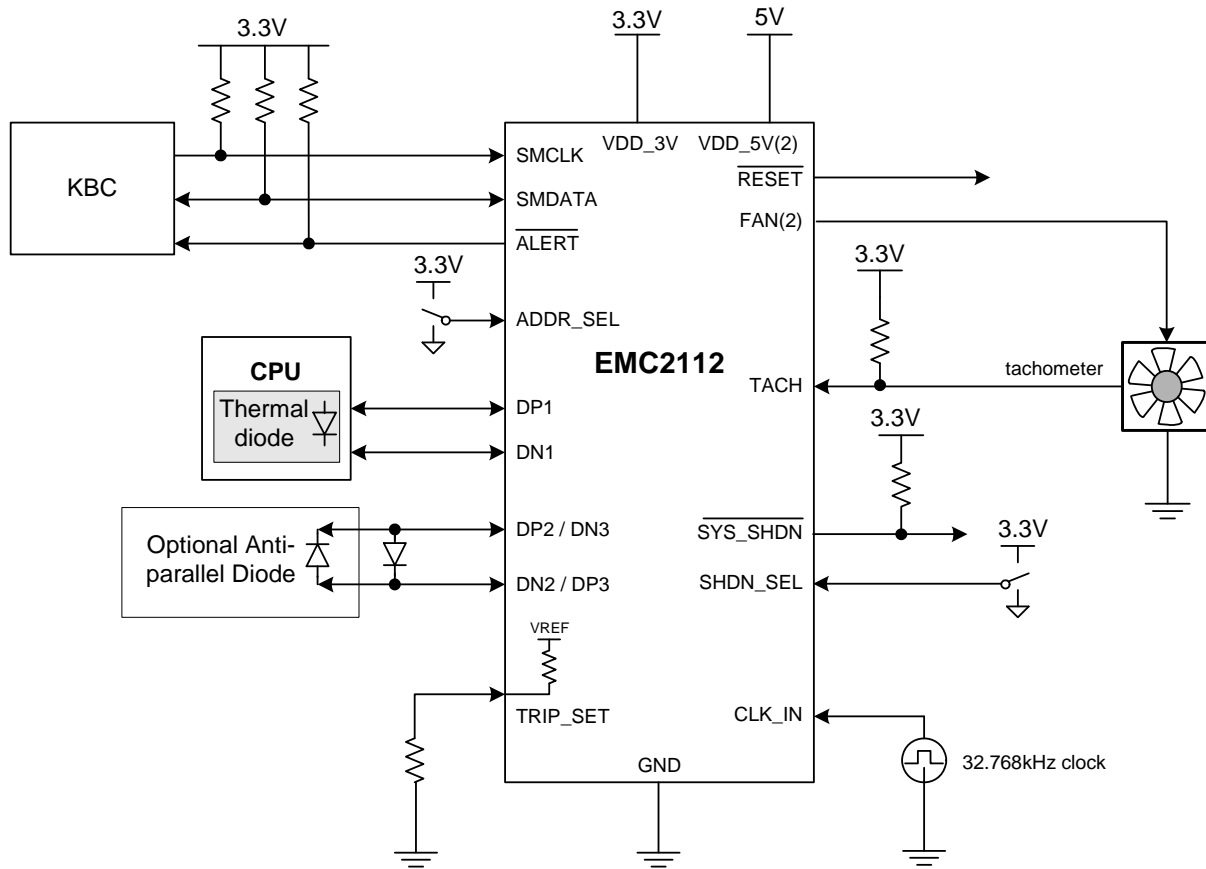 3.3V
3.3V
5V
KBC
VDD_3V
VDD_5V(2)
SMCLK
RESET
SMDATA
FAN(2)
ALERT
3.3V
3.3V
ADDR_SEL
EMC2112
CPU
Thermal
diode
TACH
tachometer
DP1
3.3V
DN1
DP2 / DN3
SYS_SHDN
3.3V
Optional Anti-
parallel Diode
DN2 / DP3
SHDN_SEL
VREF
TRIP_SET
CLK_IN
GND
32.768kHz clock